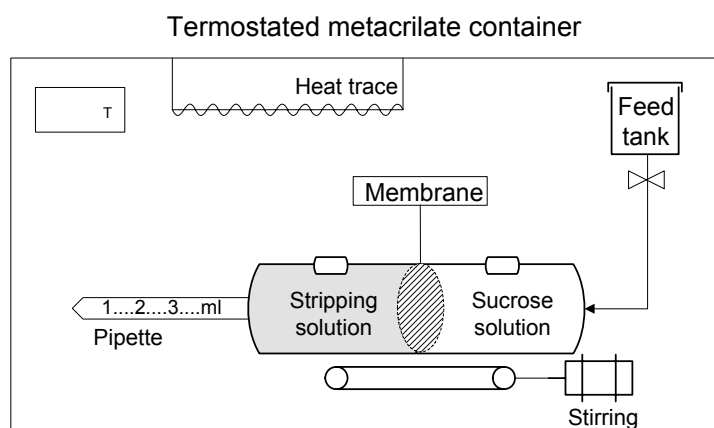 Termostated metacrilate container
Heat trace
T
Feed
tank
Membrane
Stripping
solution
Sucrose
solution
1....2....3....ml
Pipette
Stirring